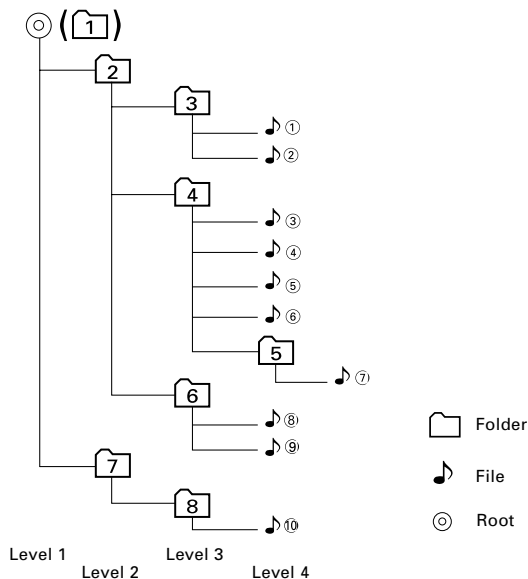 (1)
2
3
①
②
4
③
④
⑤
⑥
5
⑦
6
⑧
⑨
7
8
⑩
Folder
File
Root
Level 1
Level 2
Level 3
Level 4